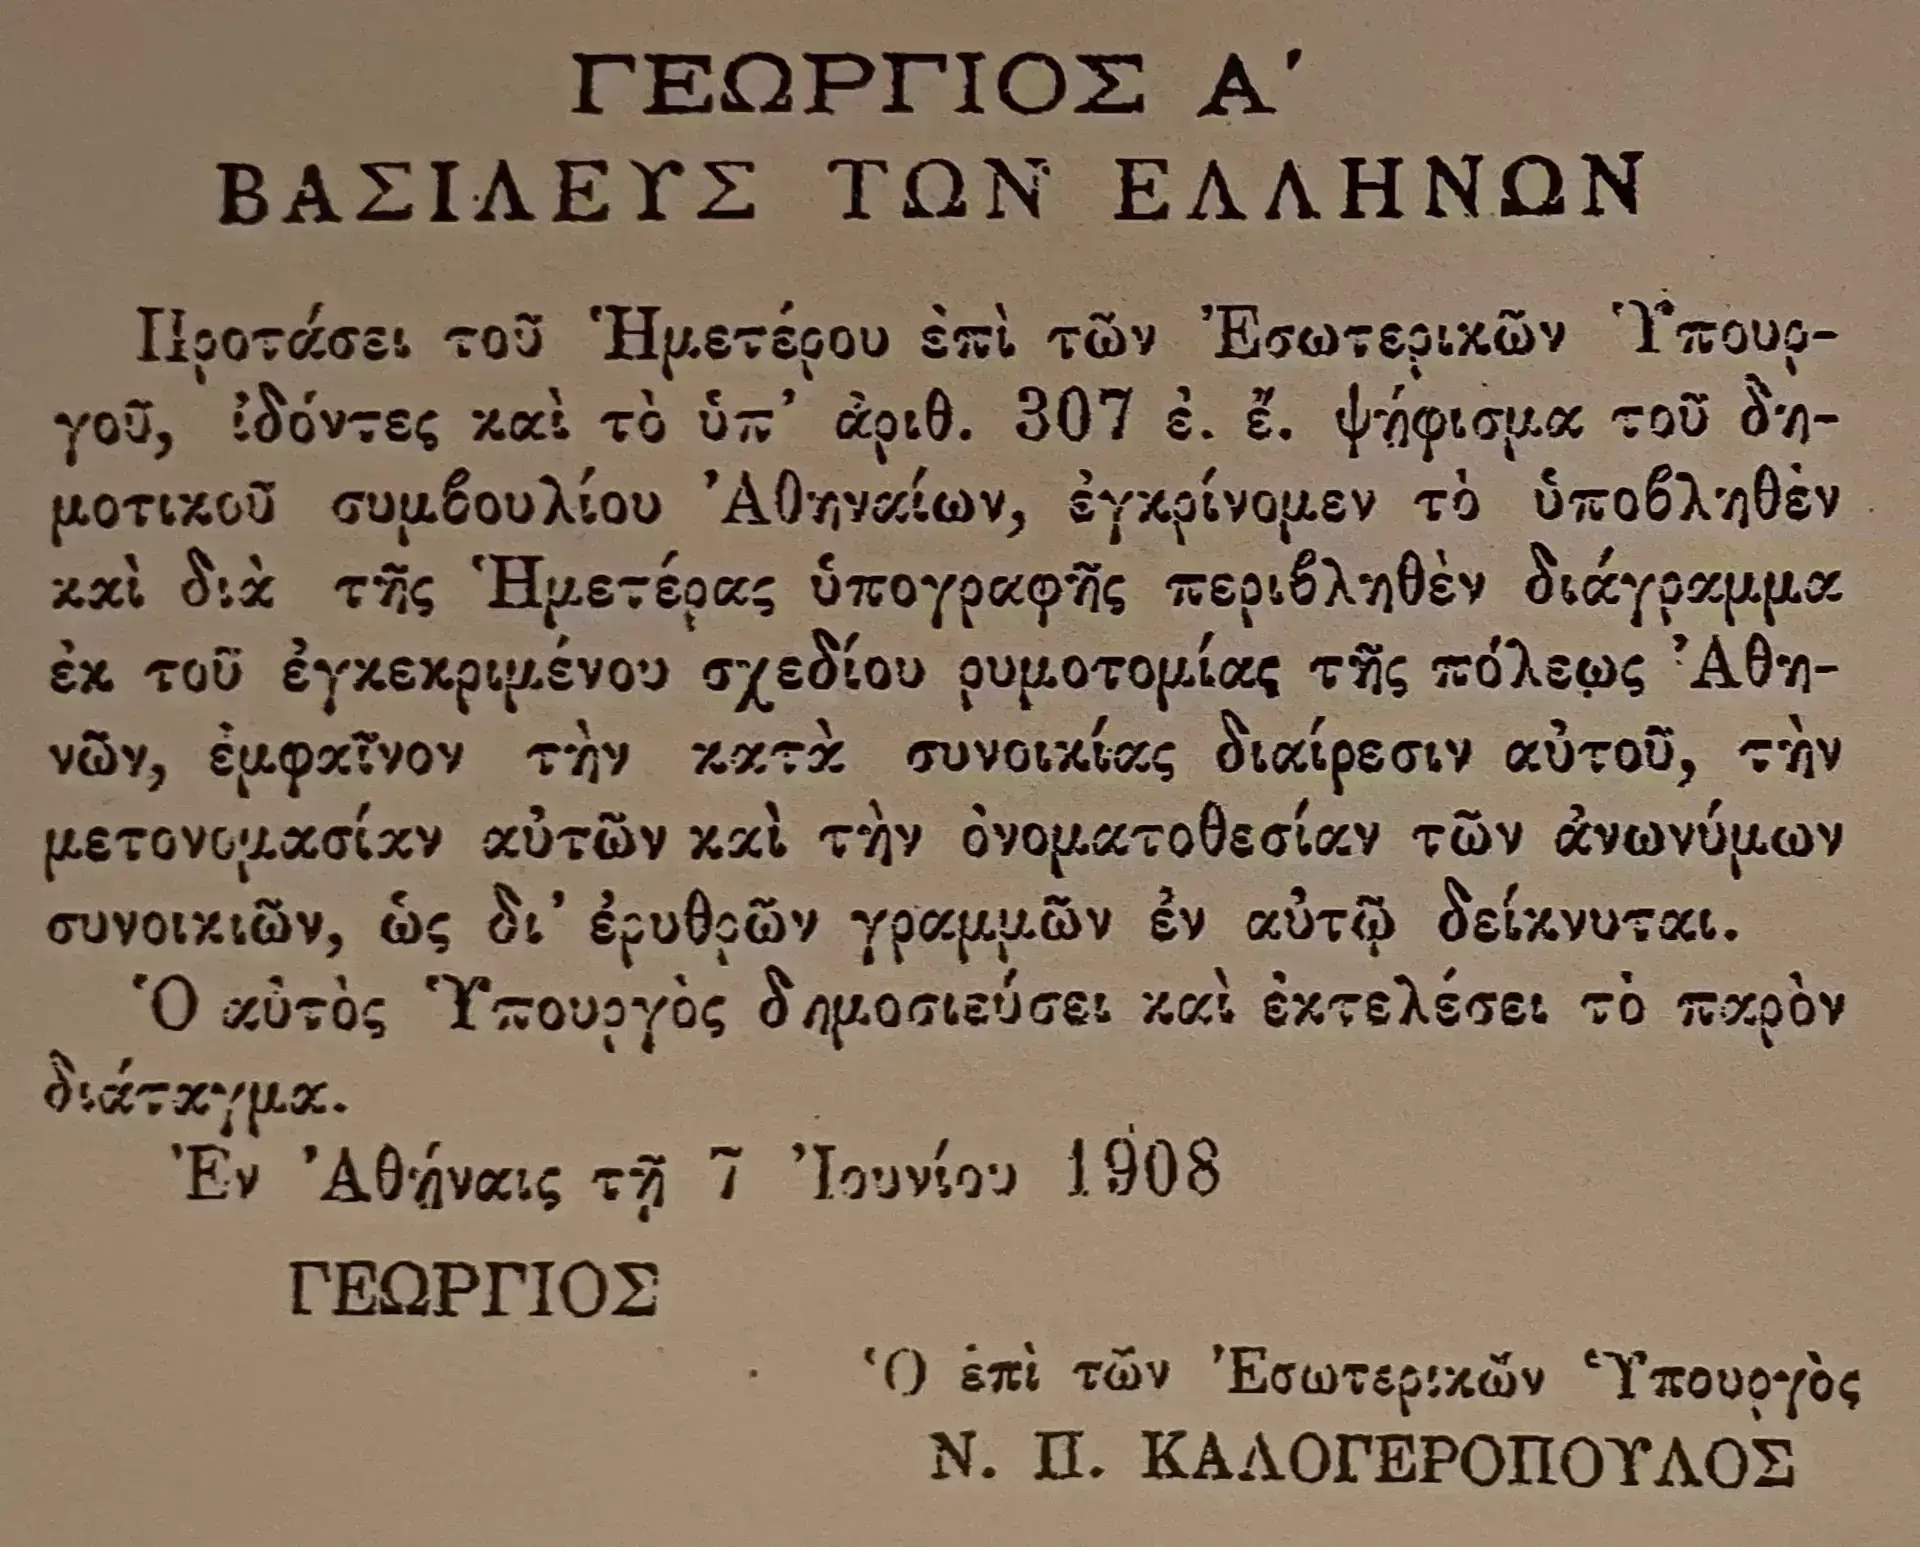 ΓΕΩΡΓΙΟΣ Α΄
ΒΑΣΙΛΕΥΣ ΤΩΝ ΕΛΛΗΝΩΝ
Προτάσει τοῦ Ἡμετέρου ἐπὶ τῶν Ἐσωτερικῶν Ὑπουρ-
γοῦ, ἰδόντες καὶ τὸ ὑπ’ ἀριθ. 307 ἐ. ἔ. ψήφισμα τοῦ δη-
μοτικοῦ συμϐουλίου Ἀθηναίων, ἐγκρίνομεν τὸ ὑποϐληθὲν
καὶ διὰ τῆς Ἡμετέρας ὑπογραφῆς περιϐληθὲν διάγραμμα
ἐκ τοῦ ἐγκεκριμένου σχεδίου ρυμοτομίας τῆς πόλεως Ἀθη-
νῶν, ἐμφαῖνον τὴν κατὰ συνοικίας διαίρεσιν αὐτοῦ, τὴν
μετονομασίαν αὐτῶν καὶ τὴν ὀνοματοθεσίαν τῶν ἀνωνύμων
συνοικιῶν, ὡς δι’ ἐρυθρῶν γραμμῶν ἐν αὐτῷ δείκνυται.
Ὁ αὐτὸς Ὑπουργὸς δημοσιεύσει καὶ ἐκτελέσει τὸ παρὸν
διάταγμα.
Ἐν Ἀθήναις τῇ 7 Ἰουνίου 1908
ΓΕΩΡΓΙΟΣ
Ὁ ἐπὶ τῶν Ἐσωτερικῶν Ὑπουργὸς
Ν. Π. ΚΑΛΟΓΕΡΟΠΟΥΛΟΣ